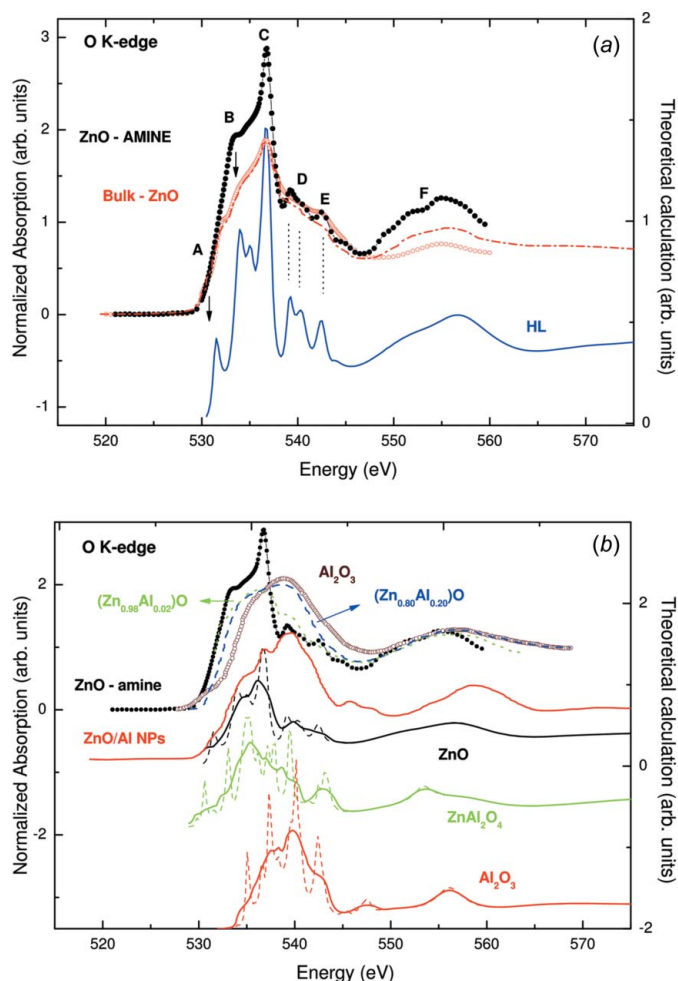 O K-edge
(a)
C
B
ZnO - AMINE
Bulk - ZnO
D
E
F
A
HL
3
2
1
0
-1
2
1
0
520
530
540
550
560
570
Normalized Absorption (arb. units)
Theoretical calculation (arb. units)
Energy (eV)
O K-edge
(b)
Al2O3
(Zn0.98Al0.02)O
(Zn0.80Al0.20)O
ZnO - amine
ZnO/Al NPs
ZnO
ZnAl2O4
Al2O3
2
0
-2
2
0
-2
520
530
540
550
560
570
Normalized Absorption (arb. units)
Theoretical calculation (arb. units)
Energy (eV)